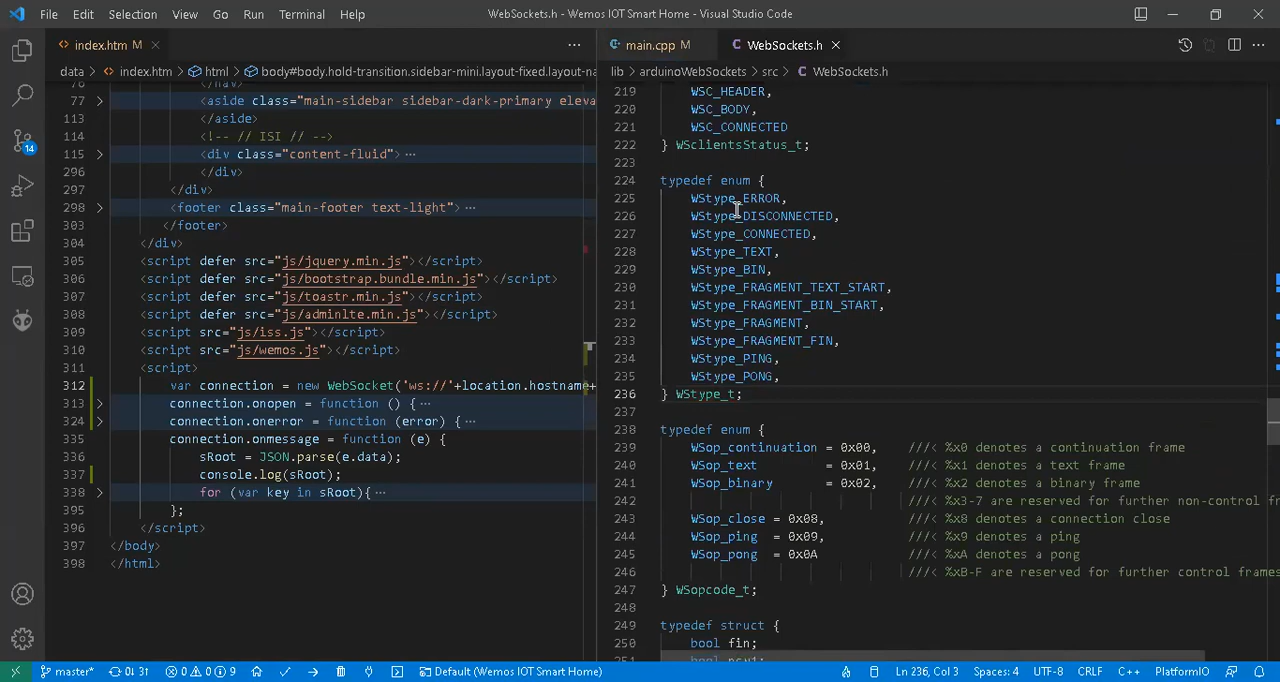 File Edit Selection View Go Run Terminal Help WebSockets.h - Wemos IOT Smart Home - Visual Studio Code
index.htm M
data > index.htm > html > body#body.hold-transition.sidebar-mini.layout-fixed.layout-na
77 <aside class="main-sidebar sidebar-dark-primary eleva
113 </aside>
114 <!-- // ISI // -->
115 <div class="content-fluid"> ...
296 </div>
297 </div>
298 <footer class="main-footer text-light"> ...
303 </footer>
304 </div>
305 <script defer src="js/jquery.min.js"></script>
306 <script defer src="js/bootstrap.bundle.min.js"></script>
307 <script defer src="js/toastr.min.js"></script>
308 <script defer src="js/adminlte.min.js"></script>
309 <script src="js/iss.js"></script>
310 <script src="js/wemos.js"></script>
311 <script>
312 var connection = new WebSocket('ws://'+location.hostname+
313 connection.onopen = function () { ...
324 connection.onerror = function (error) { ...
335 connection.onmessage = function (e) {
336 sRoot = JSON.parse(e.data);
337 console.log(sRoot);
338 for (var key in sRoot){ ...
395 };
396 </script>
397 </body>
398 </html>
main.cpp M WebSockets.h
lib > arduinoWebSockets > src > C WebSockets.h
219 WSC_HEADER,
220 WSC_BODY,
221 WSC_CONNECTED
222 } WSclientsStatus_t;
223
224 typedef enum {
225 WStype_ERROR,
226 WStype_DISCONNECTED,
227 WStype_CONNECTED,
228 WStype_TEXT,
229 WStype_BIN,
230 WStype_FRAGMENT_TEXT_START,
231 WStype_FRAGMENT_BIN_START,
232 WStype_FRAGMENT,
233 WStype_FRAGMENT_FIN,
234 WStype_PING,
235 WStype_PONG,
236 } WStype_t;
237
238 typedef enum {
239 WSop_continuation = 0x00, ///< %x0 denotes a continuation frame
240 WSop_text = 0x01, ///< %x1 denotes a text frame
241 WSop_binary = 0x02, ///< %x2 denotes a binary frame
242 ///< %x3-7 are reserved for further non-control fr
243 WSop_close = 0x08, ///< %x8 denotes a connection close
244 WSop_ping = 0x09, ///< %x9 denotes a ping
245 WSop_pong = 0x0A ///< %xA denotes a pong
246 ///< %xB-F are reserved for further control frames
247 } WSopcode_t;
248
249 typedef struct {
250 bool fin;
14
master* 0↓ 3↑ 0 0 9 Default (Wemos IOT Smart Home) Ln 236, Col 3 Spaces: 4 UTF-8 CRLF C++ PlatformIO